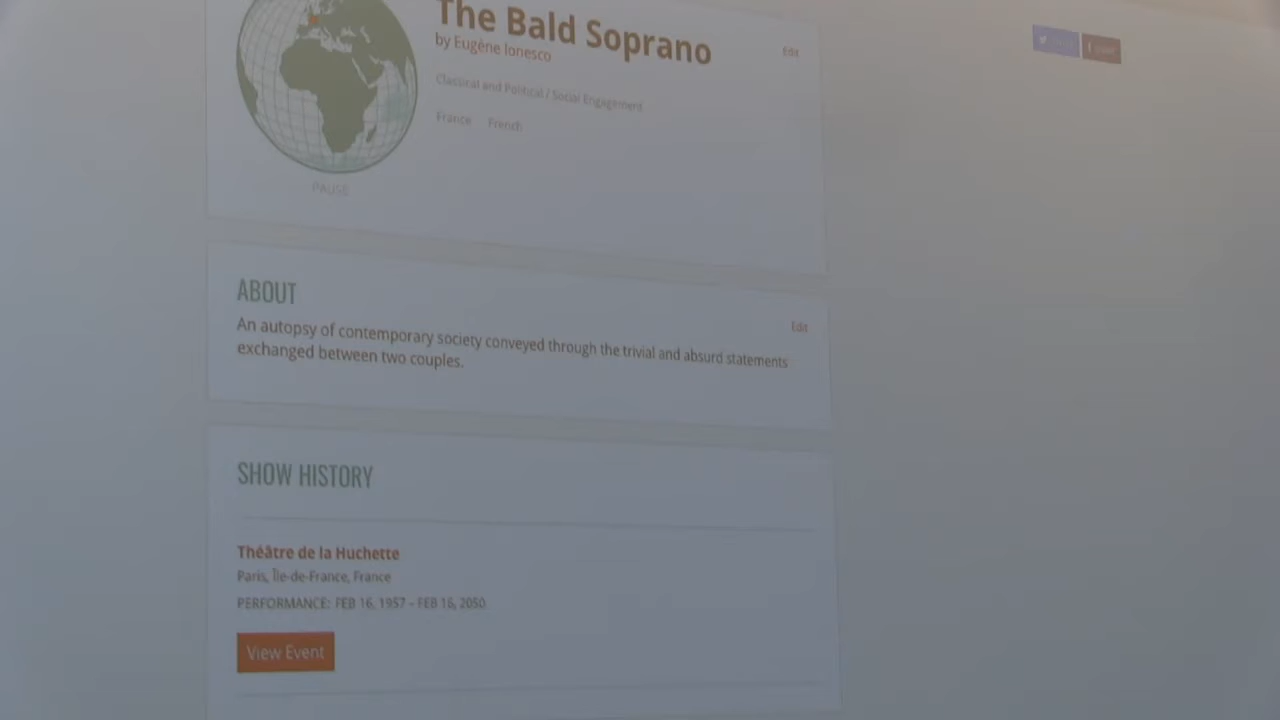 The Bald Soprano
Edit
by Eugène Ionesco
Classical and Political / Social Engagement
France French
PAUSE
ABOUT
Edit
An autopsy of contemporary society conveyed through the trivial and absurd statements
exchanged between two couples.
SHOW HISTORY
Théâtre de la Huchette
Paris, Île-de-France, France
PERFORMANCE: FEB 16, 1957 - FEB 16, 2050
View Event